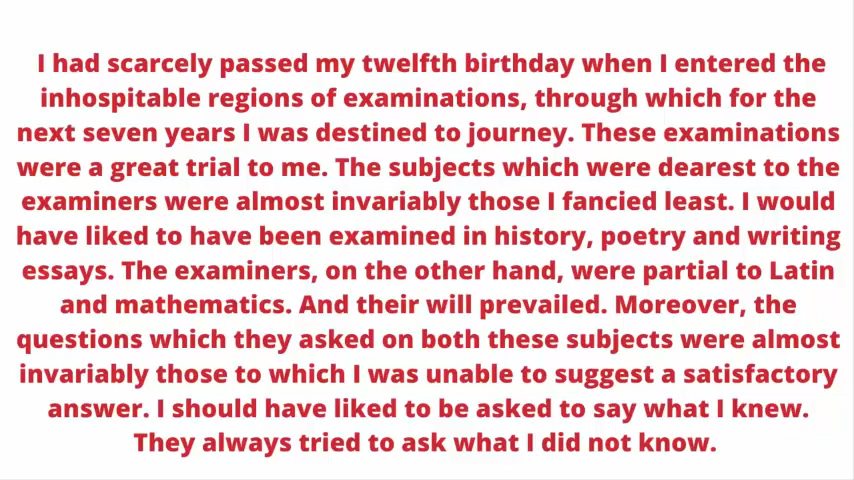 I had scarcely passed my twelfth birthday when I entered the
inhospitable regions of examinations, through which for the
next seven years I was destined to journey. These examinations
were a great trial to me. The subjects which were dearest to the
examiners were almost invariably those I fancied least. I would
have liked to have been examined in history, poetry and writing
essays. The examiners, on the other hand, were partial to Latin
and mathematics. And their will prevailed. Moreover, the
questions which they asked on both these subjects were almost
invariably those to which I was unable to suggest a satisfactory
answer. I should have liked to be asked to say what I knew.
They always tried to ask what I did not know.